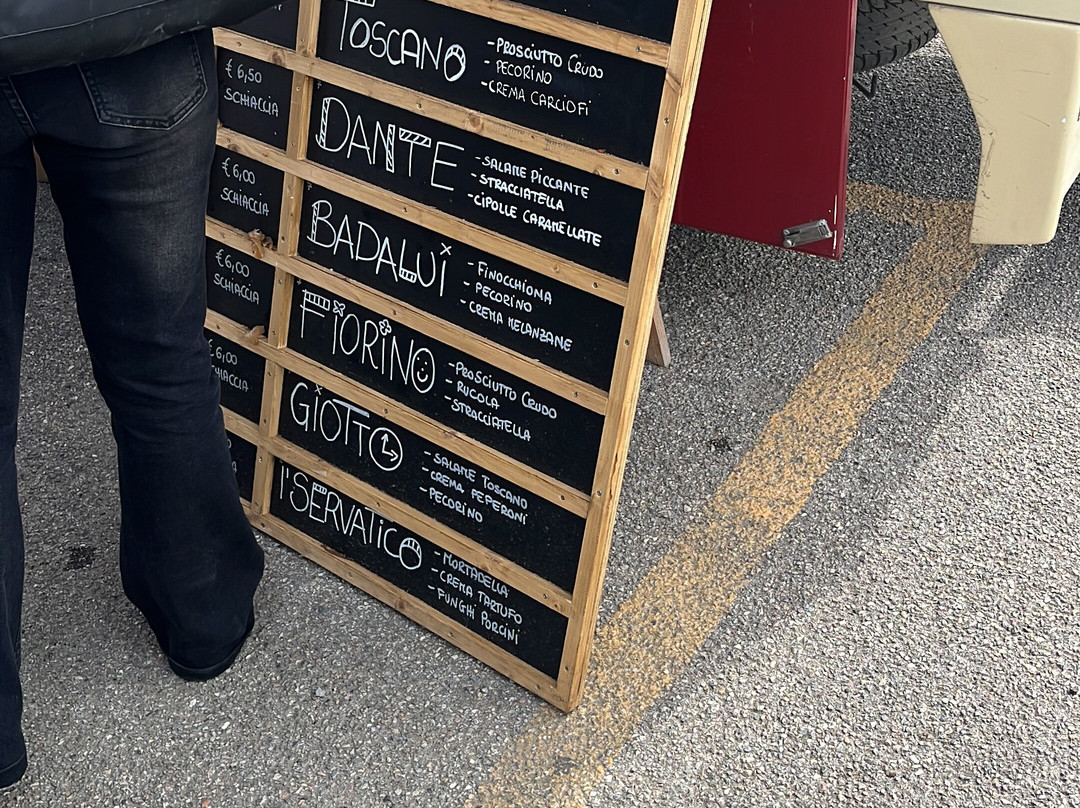 TOSCANO
- PROSCIUTTO CRUDO
- PECORINO
- CREMA CARCIOFI
€ 6,50
SCHIACCIA
DANTE
- SALAME PICCANTE
- STRACCIATELLA
- CIPOLLE CARAMELLATE
€ 6,00
SCHIACCIA
BADALUI
- FINOCCHIONA
- PECORINO
- CREMA MELANZANE
€ 6,00
SCHIACCIA
FIORINO
- PROSCIUTTO CRUDO
- RUCOLA
- STRACCIATELLA
€ 6,00
SCHIACCIA
GIOTTO
- SALAME TOSCANO
- CREMA PEPERONI
- PECORINO
I'SERVATICO
- MORTADELLA
- CREMA TARTUFO
- FUNGHI PORCINI